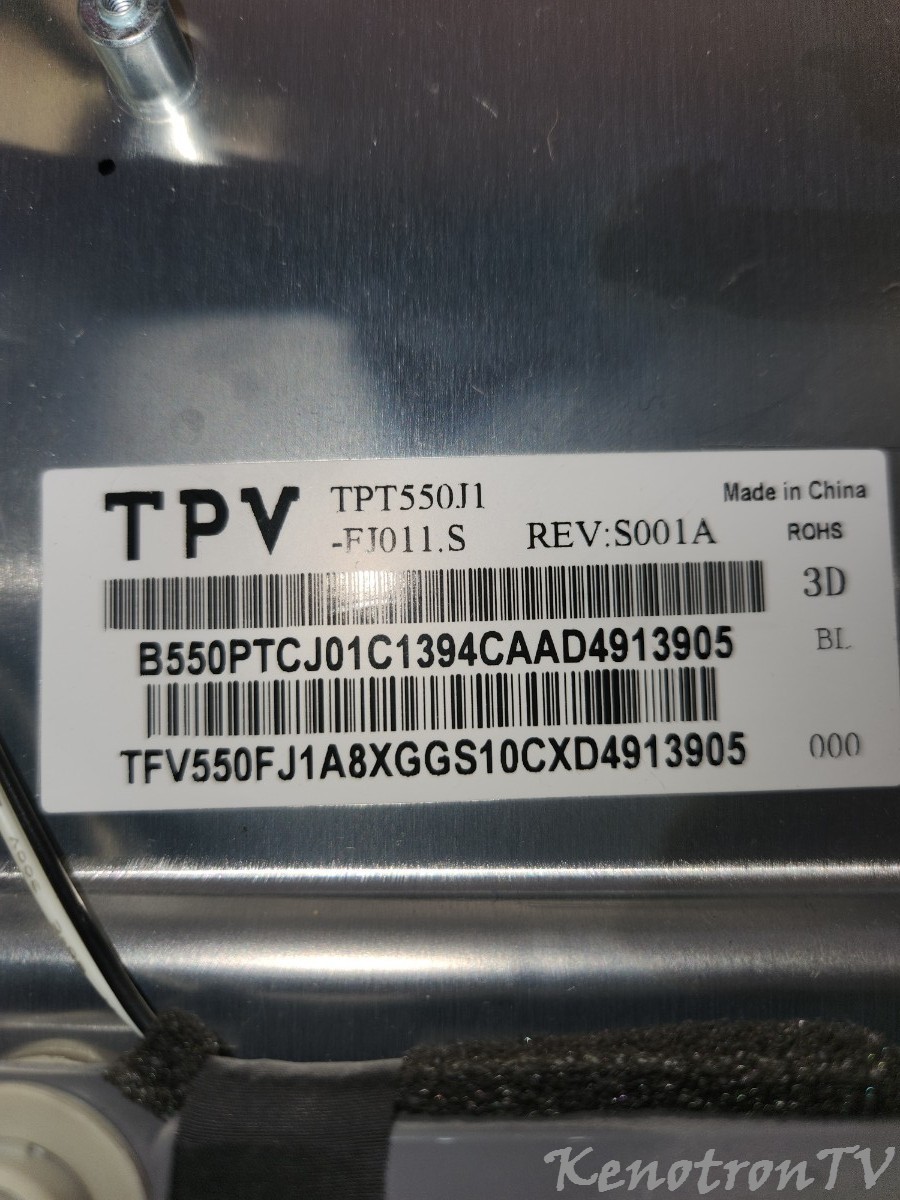 TPV
TPT550J1
-FJ011.S
REV:S001A
Made in China
ROHS
3D
B550PTCJ01C1394CAAD4913905
BL
TFV550FJ1A8XGGS10CXD4913905
000
KenotronTV